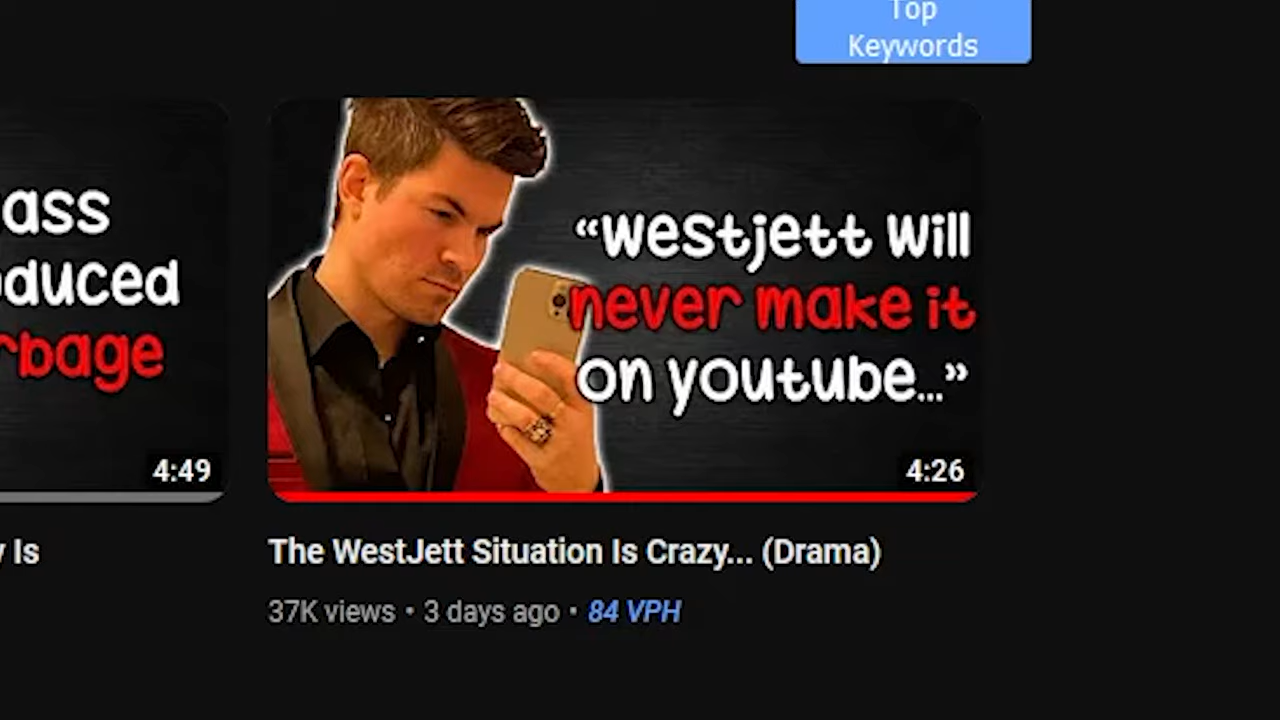 Top
Keywords
ass
duced
rbage
4:49
«Westjett Will
never make it
on youtube...»
4:26
Is
The WestJett Situation Is Crazy... (Drama)
37K views • 3 days ago • 84 VPH